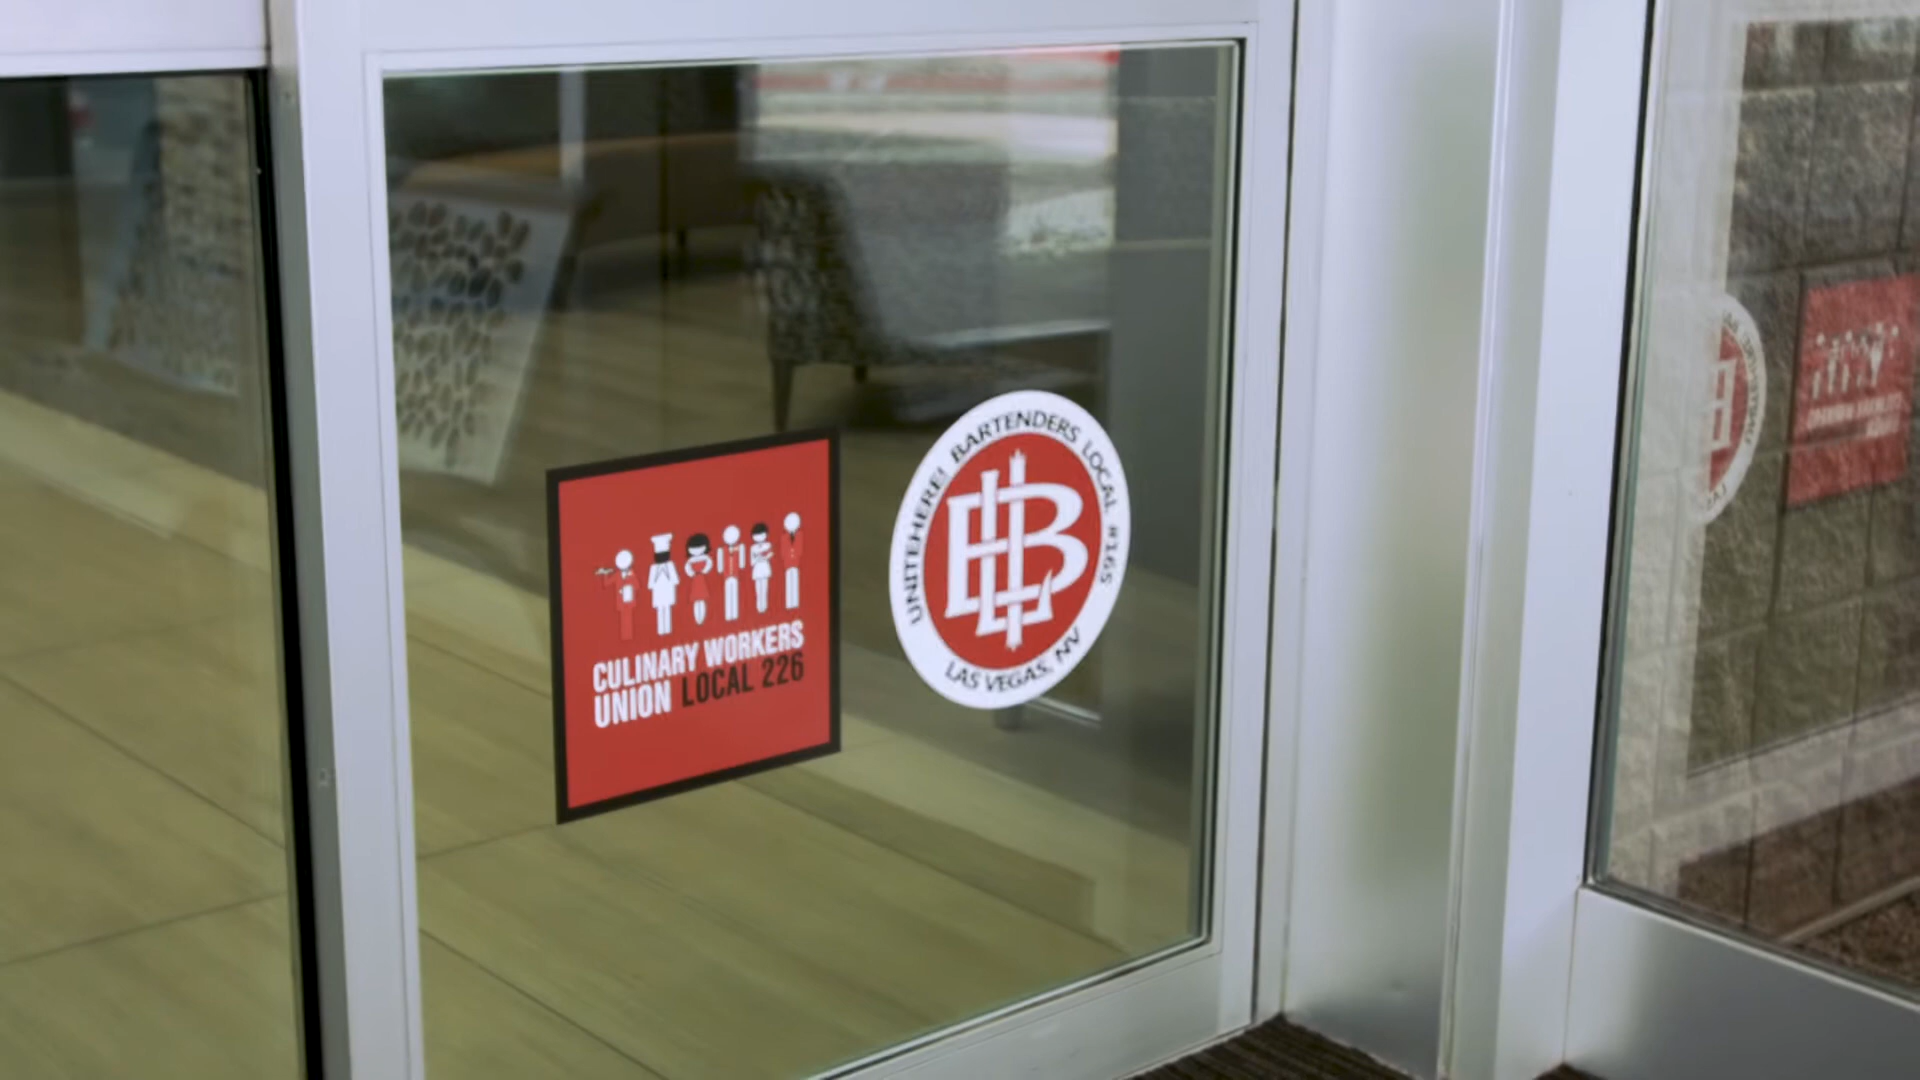 CULINARY WORKERS
UNION LOCAL 226
UNITEHERE! BARTENDERS LOCAL #165
LAS VEGAS, NV